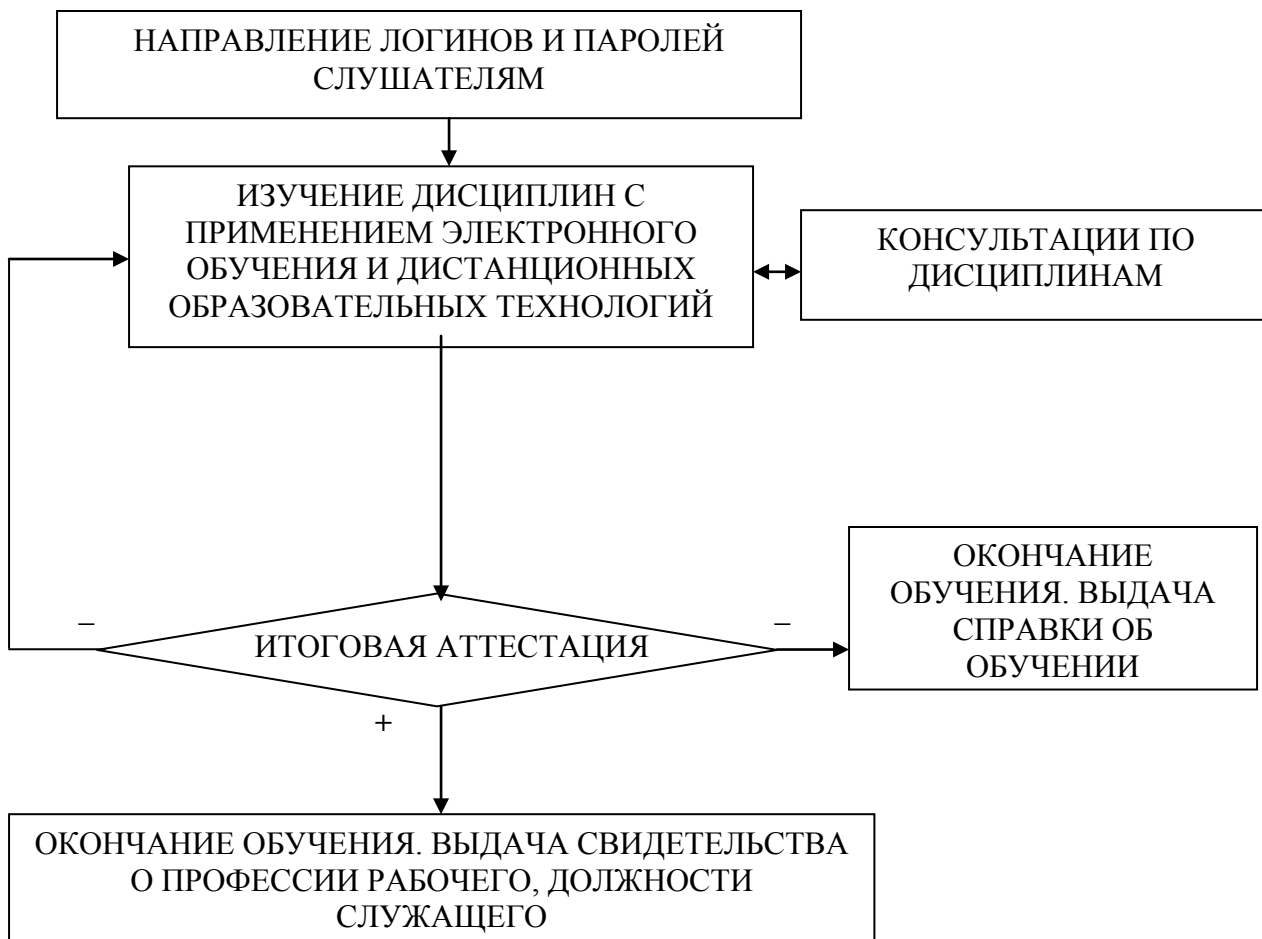 НАПРАВЛЕНИЕ ЛОГИНОВ И ПАРОЛЕЙ
СЛУШАТЕЛЯМ
ИЗУЧЕНИЕ ДИСЦИПЛИН С
ПРИМЕНЕНИЕМ ЭЛЕКТРОННОГО
ОБУЧЕНИЯ И ДИСТАНЦИОННЫХ
ОБРАЗОВАТЕЛЬНЫХ ТЕХНОЛОГИЙ
КОНСУЛЬТАЦИИ ПО
ДИСЦИПЛИНАМ
–
ИТОГОВАЯ АТТЕСТАЦИЯ
–
ОКОНЧАНИЕ
ОБУЧЕНИЯ. ВЫДАЧА
СПРАВКИ ОБ
ОБУЧЕНИИ
+
ОКОНЧАНИЕ ОБУЧЕНИЯ. ВЫДАЧА СВИДЕТЕЛЬСТВА
О ПРОФЕССИИ РАБОЧЕГО, ДОЛЖНОСТИ
СЛУЖАЩЕГО